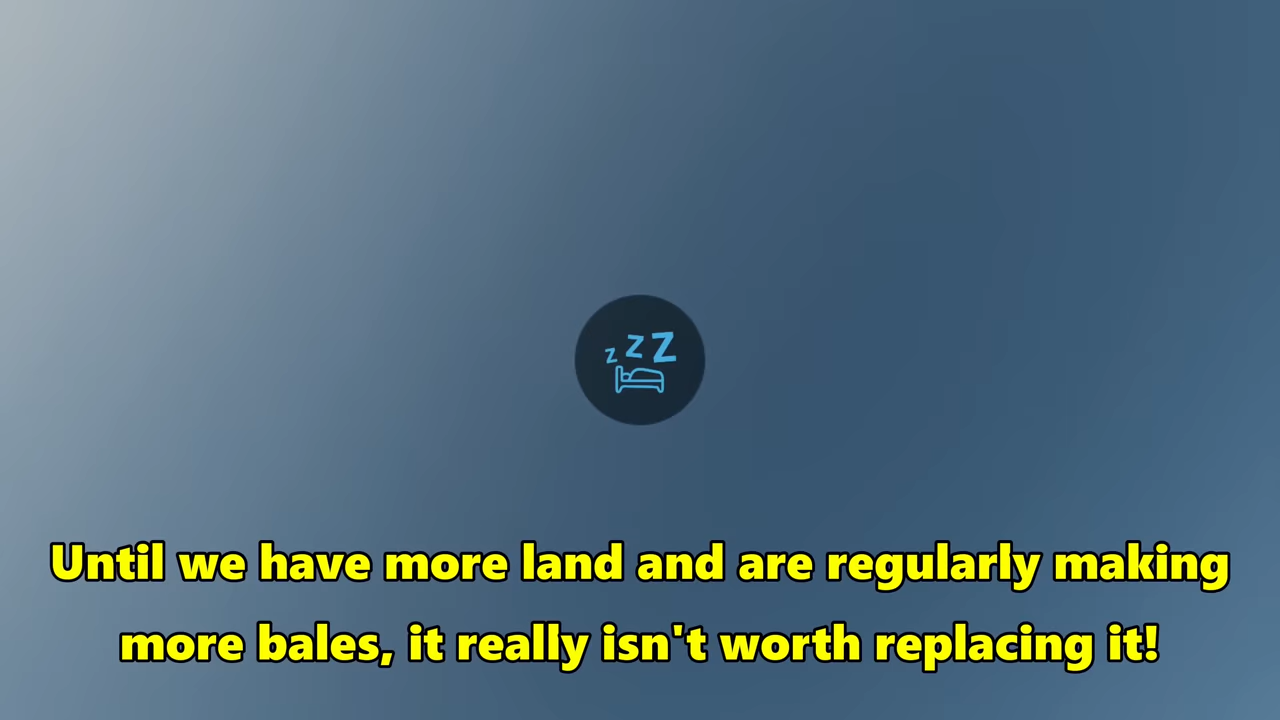 z z Z
Until we have more land and are regularly making
more bales, it really isn't worth replacing it!